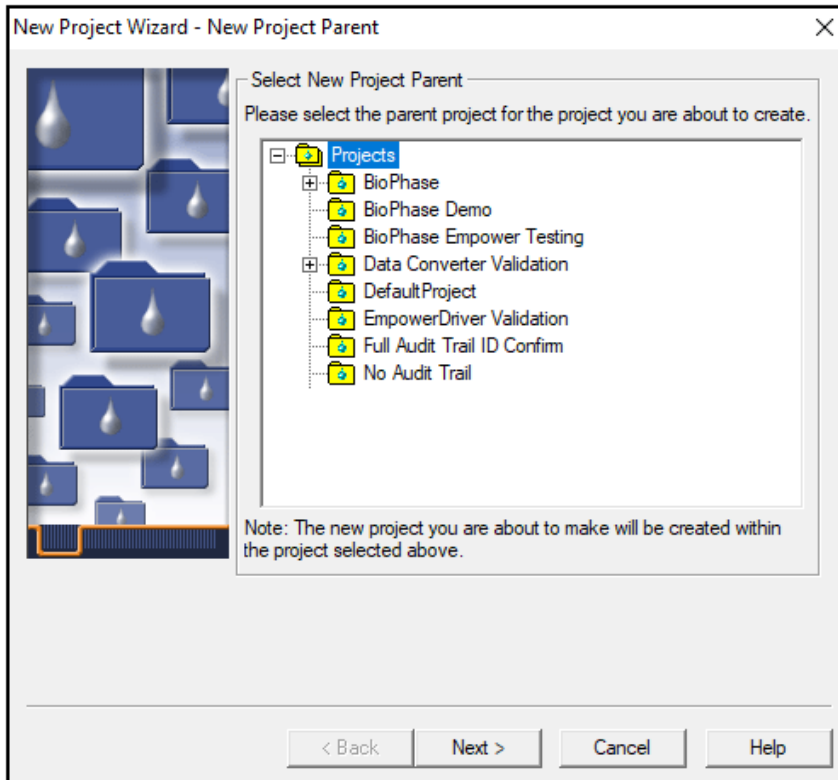 New Project Wizard - New Project Parent
Select New Project Parent
Please select the parent project for the project you are about to create.
Projects
BioPhase
BioPhase Demo
BioPhase Empower Testing
Data Converter Validation
DefaultProject
EmpowerDriver Validation
Full Audit Trail ID Confirm
No Audit Trail
Note: The new project you are about to make will be created within
the project selected above.
< Back
Next >
Cancel
Help